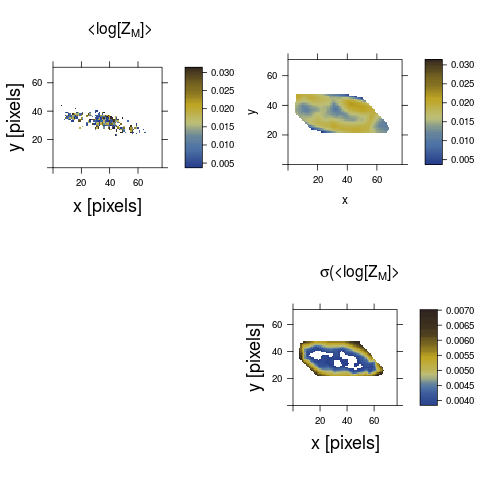 <log[Z_M]>
60
40
20
20 40 60
y [pixels]
x [pixels]
0.030
0.025
0.020
0.015
0.010
0.005
60
40
20
20 40 60
y
x
0.030
0.025
0.020
0.015
0.010
0.005
σ(<log[Z_M]>
60
40
20
20 40 60
y [pixels]
x [pixels]
0.0070
0.0065
0.0060
0.0055
0.0050
0.0045
0.0040